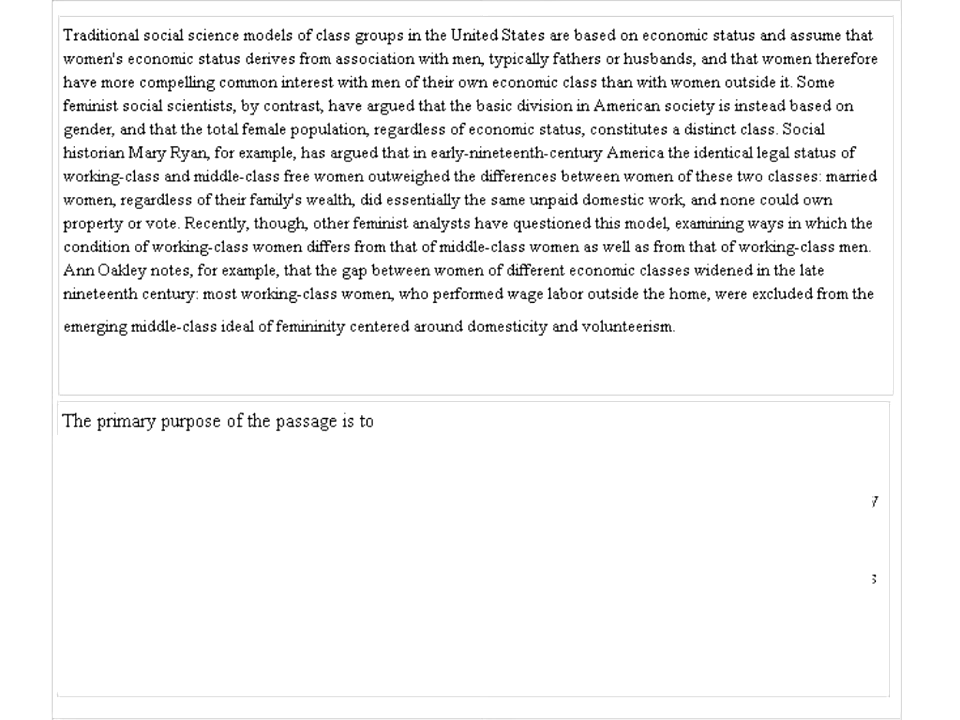 Traditional social science models of class groups in the United States are based on economic status and assume that
women's economic status derives from association with men, typically fathers or husbands, and that women therefore
have more compelling common interest with men of their own economic class than with women outside it. Some
feminist social scientists, by contrast, have argued that the basic division in American society is instead based on
gender, and that the total female population, regardless of economic status, constitutes a distinct class. Social
historian Mary Ryan, for example, has argued that in early-nineteenth-century America the identical legal status of
working-class and middle-class free women outweighed the differences between women of these two classes: married
women, regardless of their family's wealth, did essentially the same unpaid domestic work, and none could own
property or vote. Recently, though, other feminist analysts have questioned this model, examining ways in which the
condition of working-class women differs from that of middle-class women as well as from that of working-class men.
Ann Oakley notes, for example, that the gap between women of different economic classes widened in the late
nineteenth century: most working-class women, who performed wage labor outside the home, were excluded from the
emerging middle-class ideal of femininity centered around domesticity and volunteerism.
The primary purpose of the passage is to